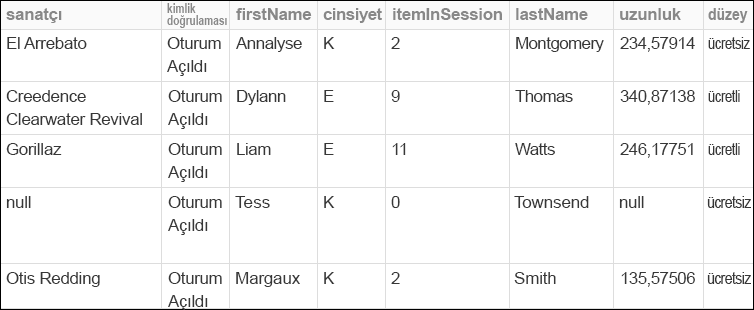 sanatçı kimlik doğrulaması firstName cinsiyet itemInSession lastName uzunluk düzey
El Arrebato Oturum Açıldı Annalyse K 2 Montgomery 234,57914 ücretsiz
Creedence Clearwater Revival Oturum Açıldı Dylann E 9 Thomas 340,87138 ücretli
Gorillaz Oturum Açıldı Liam E 11 Watts 246,17751 ücretli
null Oturum Açıldı Tess K 0 Townsend null ücretsiz
Otis Redding Oturum Açıldı Margaux K 2 Smith 135,57506 ücretsiz